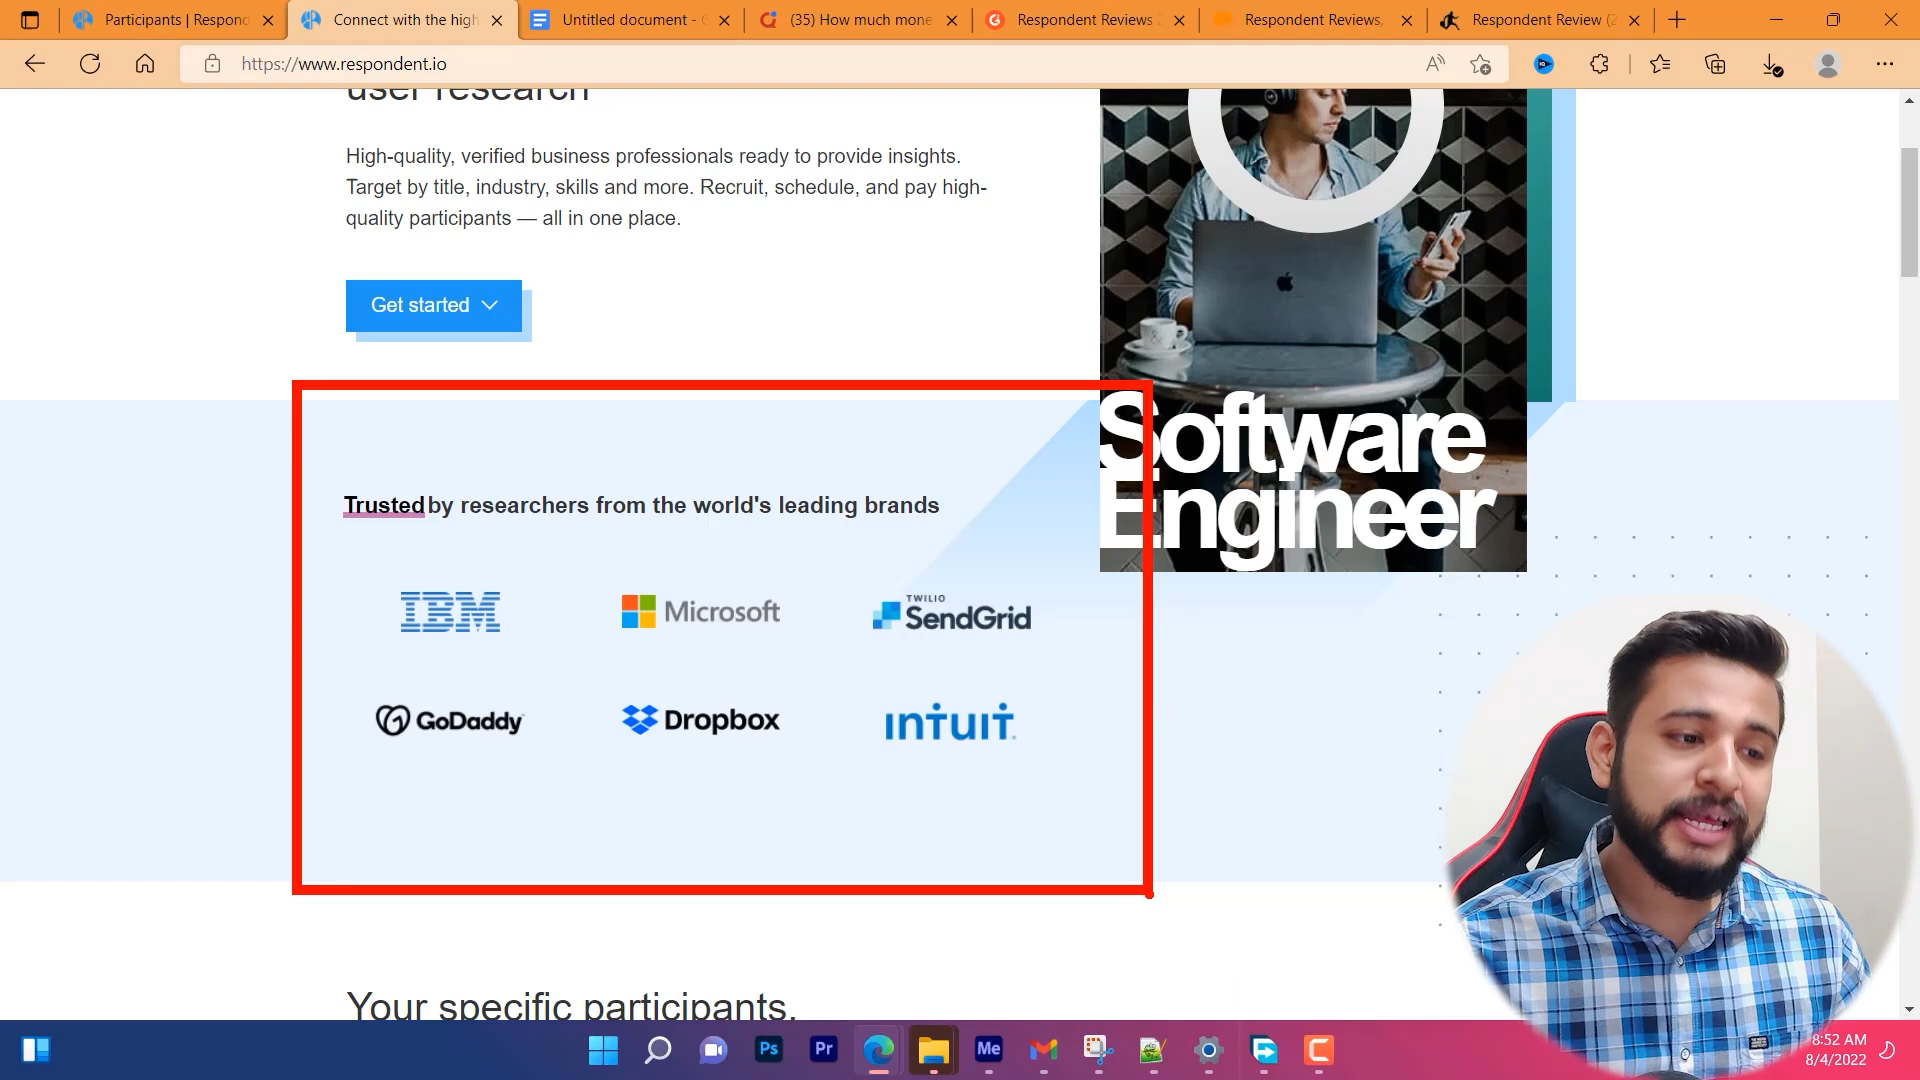 Participants | Respond
Connect with the high
Untitled document -
(35) How much mone
Respondent Reviews
Respondent Reviews,
Respondent Review (2
https://www.respondent.io
user research
High-quality, verified business professionals ready to provide insights.
Target by title, industry, skills and more. Recruit, schedule, and pay high-
quality participants — all in one place.
Get started
Software
Engineer
Trusted by researchers from the world's leading brands
IBM
Microsoft
TWILIO
SendGrid
GoDaddy
Dropbox
intuit
Your specific participants.
Ps
Pr
Me
8:52 AM
8/4/2022